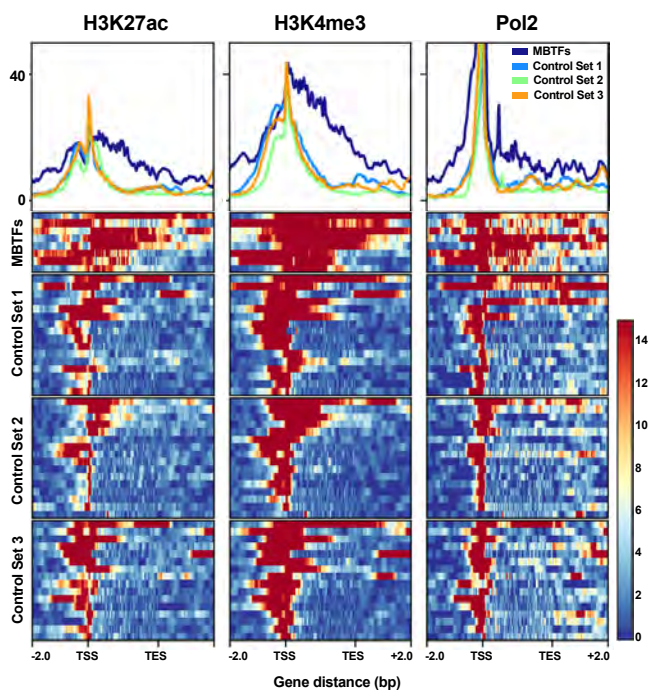 H3K27ac H3K4me3 Pol2
40
0
MBTFs
Control Set 1
Control Set 2
Control Set 3
MBTFs
Control Set 1
Control Set 2
Control Set 3
14
12
10
8
6
4
2
0
-2.0 TSS TES TSS TES +2.0 -2.0 TSS TES +2.0
Gene distance (bp)